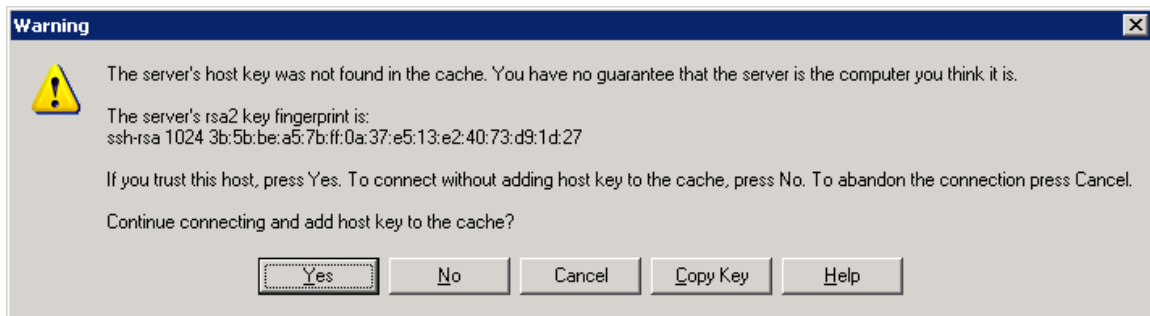 Warning
The server's host key was not found in the cache. You have no guarantee that the server is the computer you think it is.
The server's rsa2 key fingerprint is:
ssh-rsa 1024 3b:5b:be:a5:7b:ff:0a:37:e5:13:e2:40:73:d9:1d:27
If you trust this host, press Yes. To connect without adding host key to the cache, press No. To abandon the connection press Cancel.
Continue connecting and add host key to the cache?
Yes No Cancel Copy Key Help